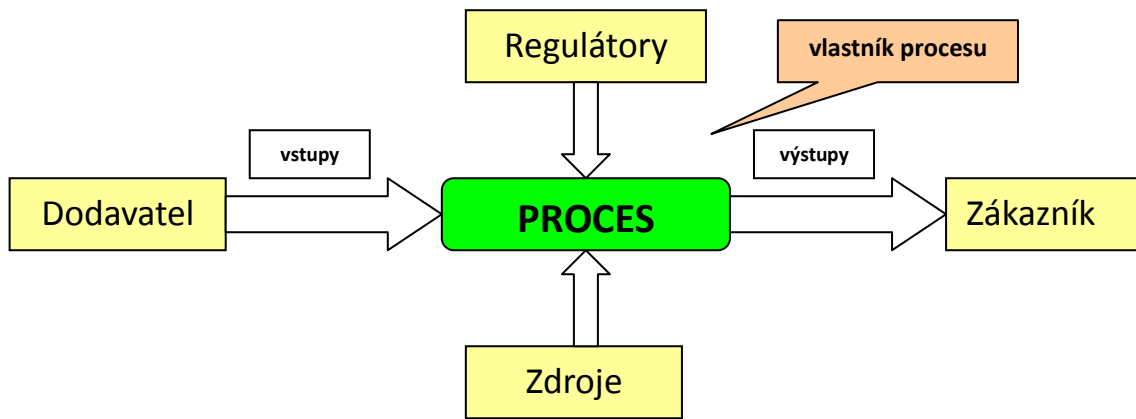 Regulátory
vlastník procesu
vstupy
výstupy
Dodavatel
PROCES
Zákazník
Zdroje